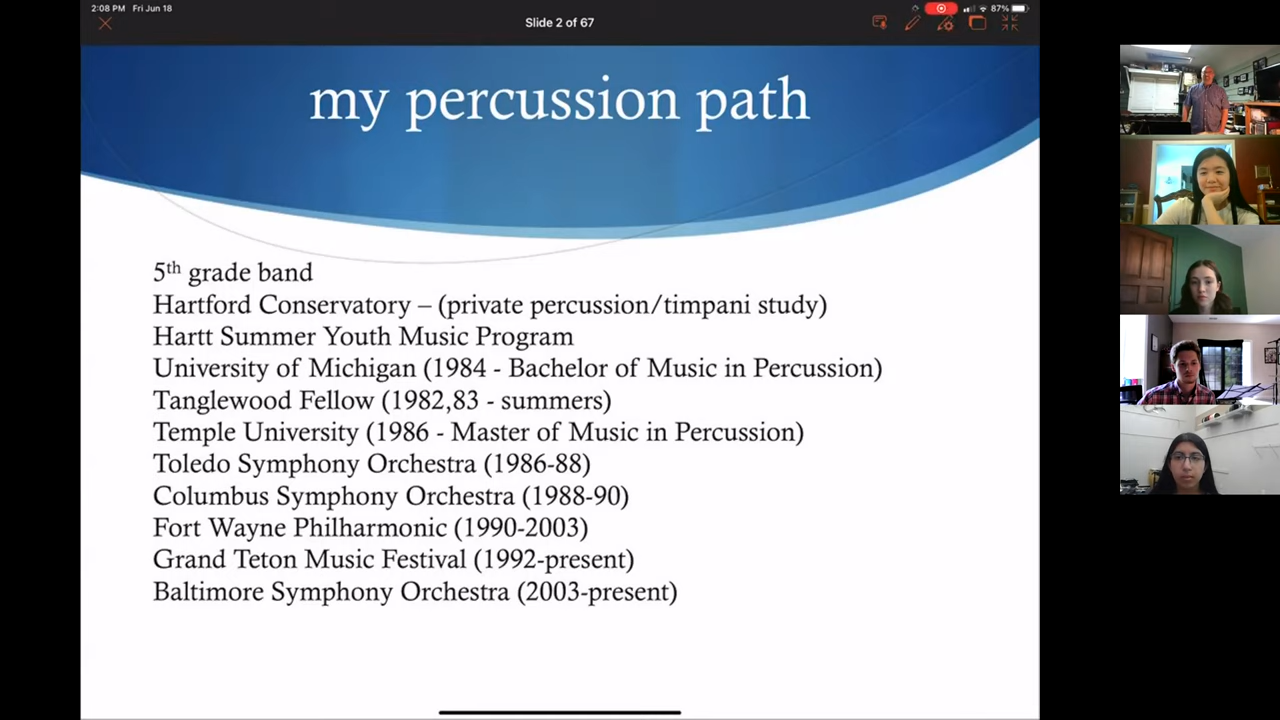 2:08 PM Fri Jun 18
87%
Slide 2 of 67
my percussion path
5th grade band
Hartford Conservatory – (private percussion/timpani study)
Hartt Summer Youth Music Program
University of Michigan (1984 - Bachelor of Music in Percussion)
Tanglewood Fellow (1982,83 - summers)
Temple University (1986 - Master of Music in Percussion)
Toledo Symphony Orchestra (1986-88)
Columbus Symphony Orchestra (1988-90)
Fort Wayne Philharmonic (1990-2003)
Grand Teton Music Festival (1992-present)
Baltimore Symphony Orchestra (2003-present)